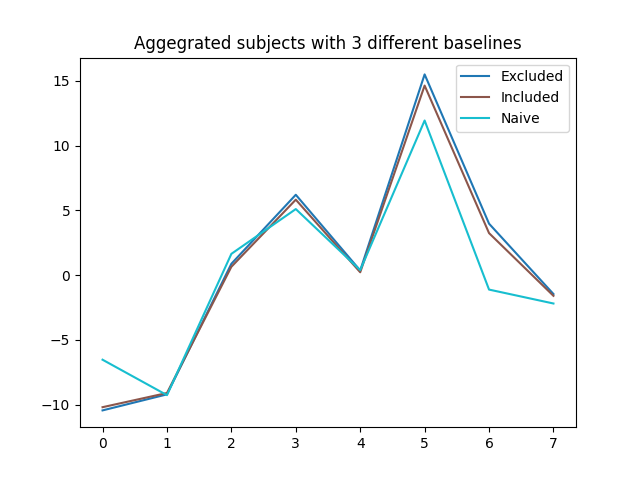 Aggegrated subjects with 3 different baselines
Excluded
Included
Naive
15
10
5
0
−5
−10
0 1 2 3 4 5 6 7